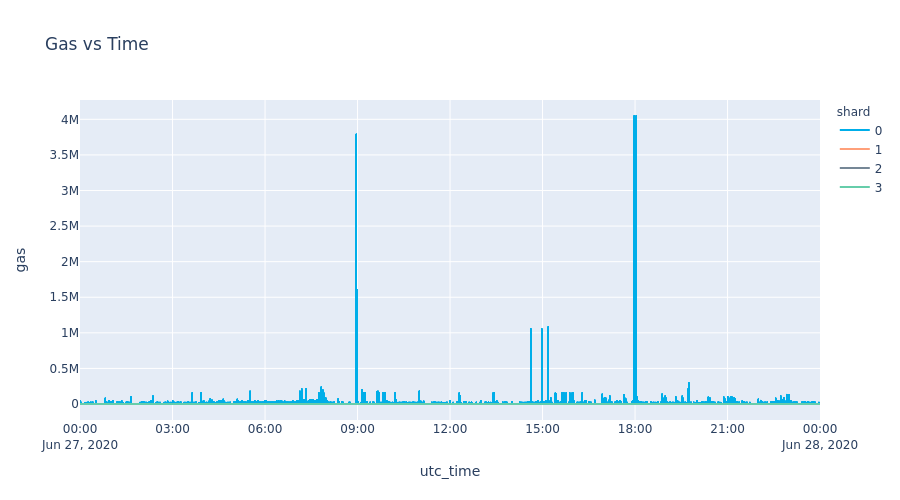 Gas vs Time
shard
0
1
2
3
gas
4M
3.5M
3M
2.5M
2M
1.5M
1M
0.5M
0
00:00 03:00 06:00 09:00 12:00 15:00 18:00 21:00 00:00
Jun 27, 2020 Jun 28, 2020
utc_time